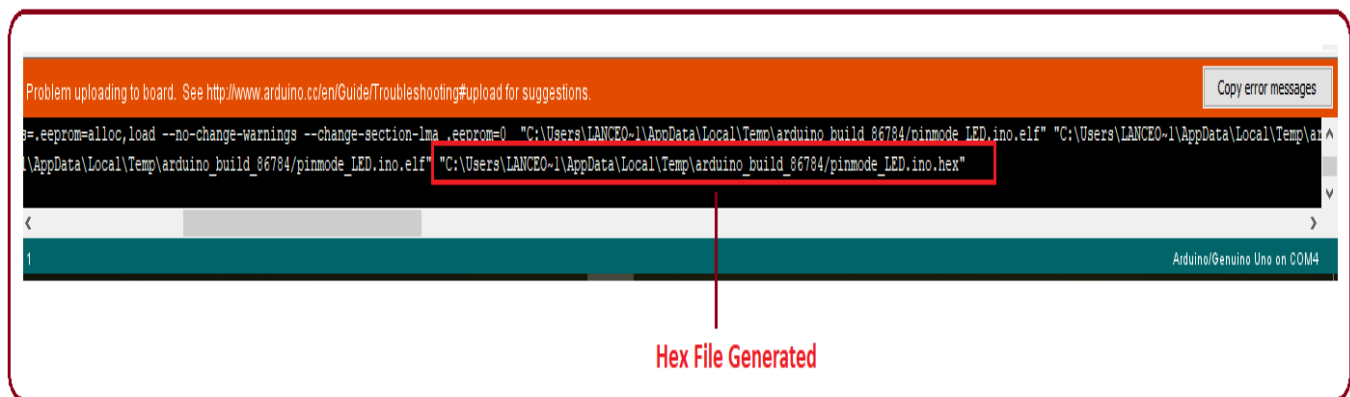 Problem uploading to board. See http://www.arduino.cc/en/Guide/Troubleshooting#upload for suggestions.
Copy error messages
s=.eeprom=alloc,load --no-change-warnings --change-section-lma .eeprom=0 "C:\Users\LANCEO~1\AppData\Local\Temp\arduino_build_86784/pinmode_LED.ino.elf" "C:\Users\LANCEO~1\AppData\Local\Temp\ar
l\AppData\Local\Temp\arduino_build_86784/pinmode_LED.ino.elf" "C:\Users\LANCEO~1\AppData\Local\Temp\arduino_build_86784/pinmode_LED.ino.hex"
1
Arduino/Genuino Uno on COM4
Hex File Generated